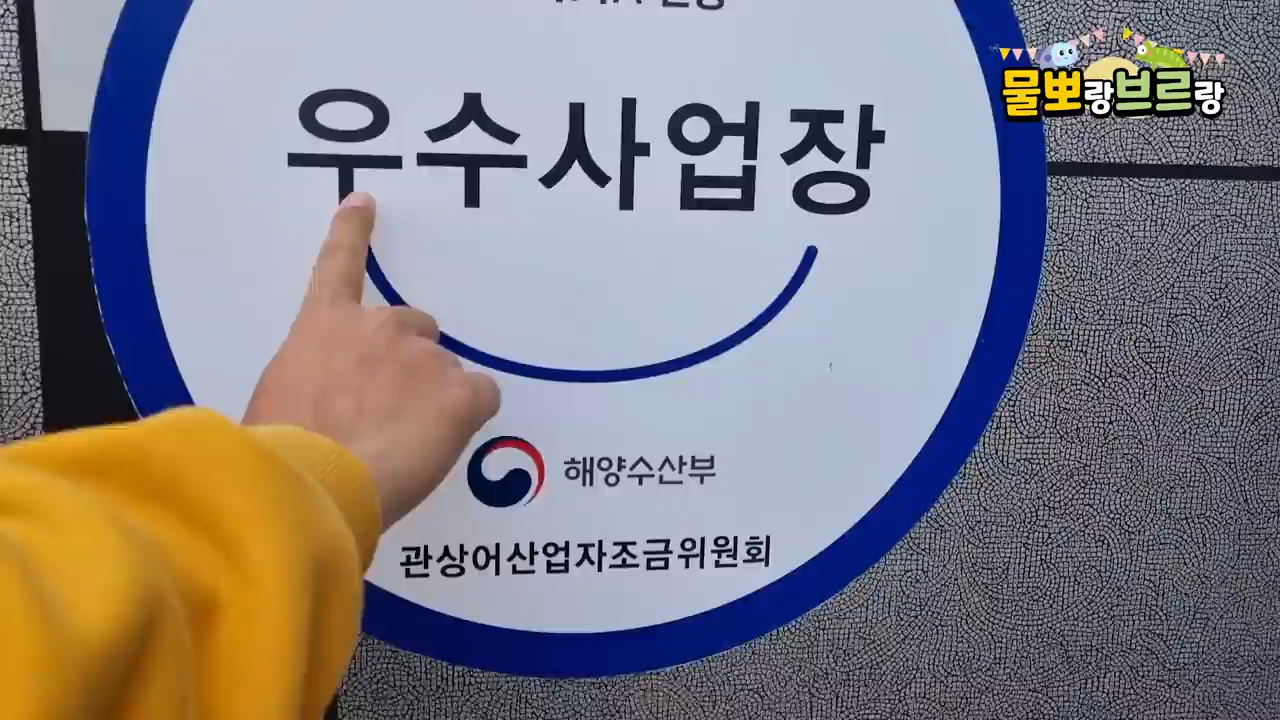 우수사업장
해양수산부
관상어산업자조금위원회
물뽀랑브르랑